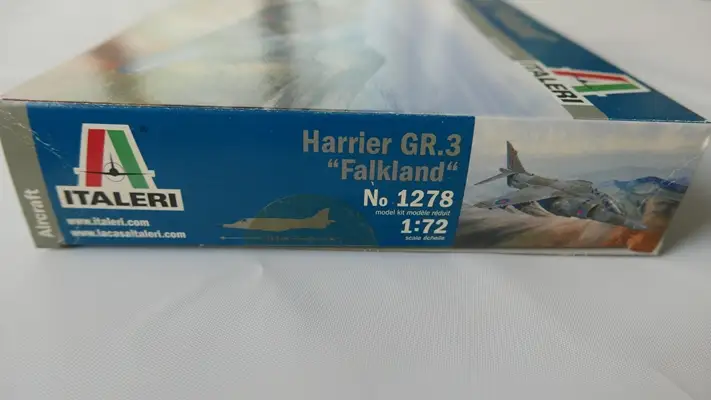 ITALERI
Aircraft
ITALERI
www.italeri.com
www.lacasaitaleri.com
Harrier GR.3
"Falkland"
No 1278
model kit modèle réduit
1:72
scale échelle